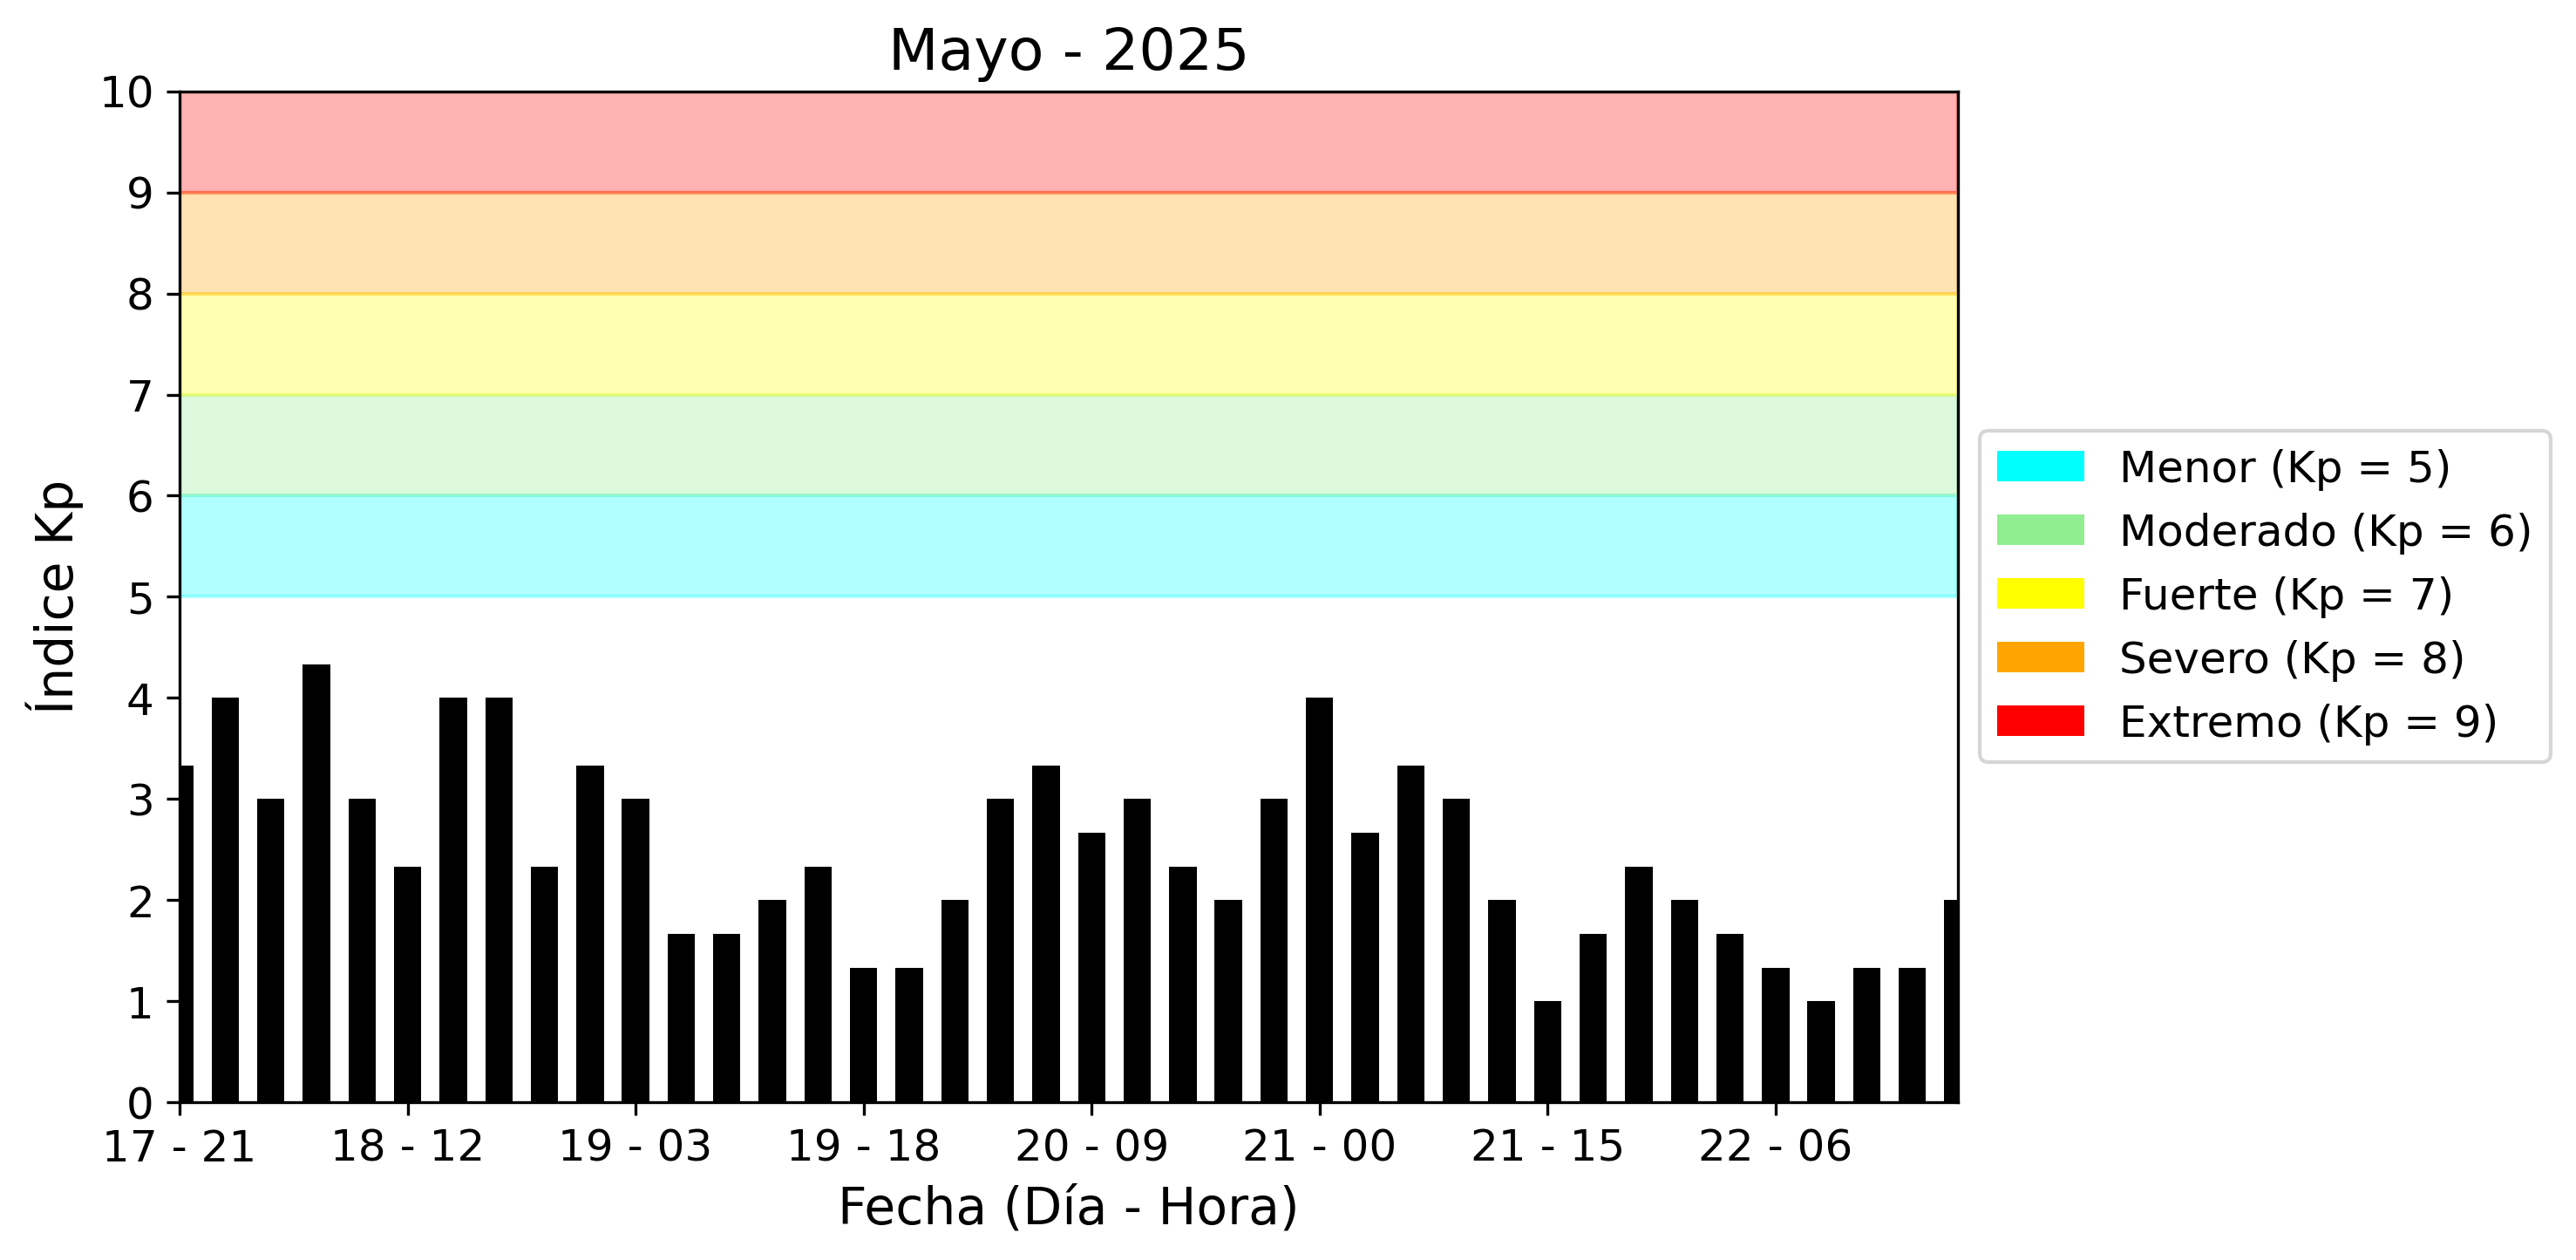 Mayo - 2025
10
9
8
7
6
5
4
3
2
1
0
Índice Kp
17 - 21 18 - 12 19 - 03 19 - 18 20 - 09 21 - 00 21 - 15 22 - 06
Fecha (Día - Hora)
Menor (Kp = 5)
Moderado (Kp = 6)
Fuerte (Kp = 7)
Severo (Kp = 8)
Extremo (Kp = 9)